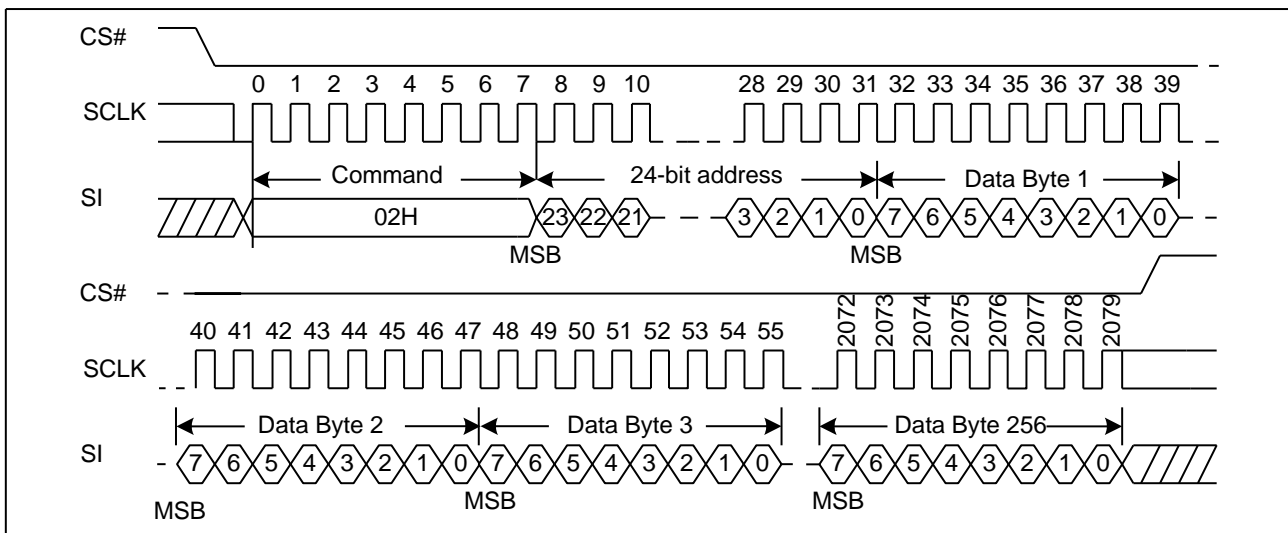 CS#
0 1 2 3 4 5 6 7 8 9 10 28 29 30 31 32 33 34 35 36 37 38 39
SCLK
Command 24-bit address Data Byte 1
SI
02H 23 22 21 3 2 1 0 7 6 5 4 3 2 1 0
MSB MSB
CS#
40 41 42 43 44 45 46 47 48 49 50 51 52 53 54 55 2072 2073 2074 2075 2076 2077 2078 2079
SCLK
Data Byte 2 Data Byte 3 Data Byte 256
SI
7 6 5 4 3 2 1 0 7 6 5 4 3 2 1 0 7 6 5 4 3 2 1 0
MSB MSB MSB